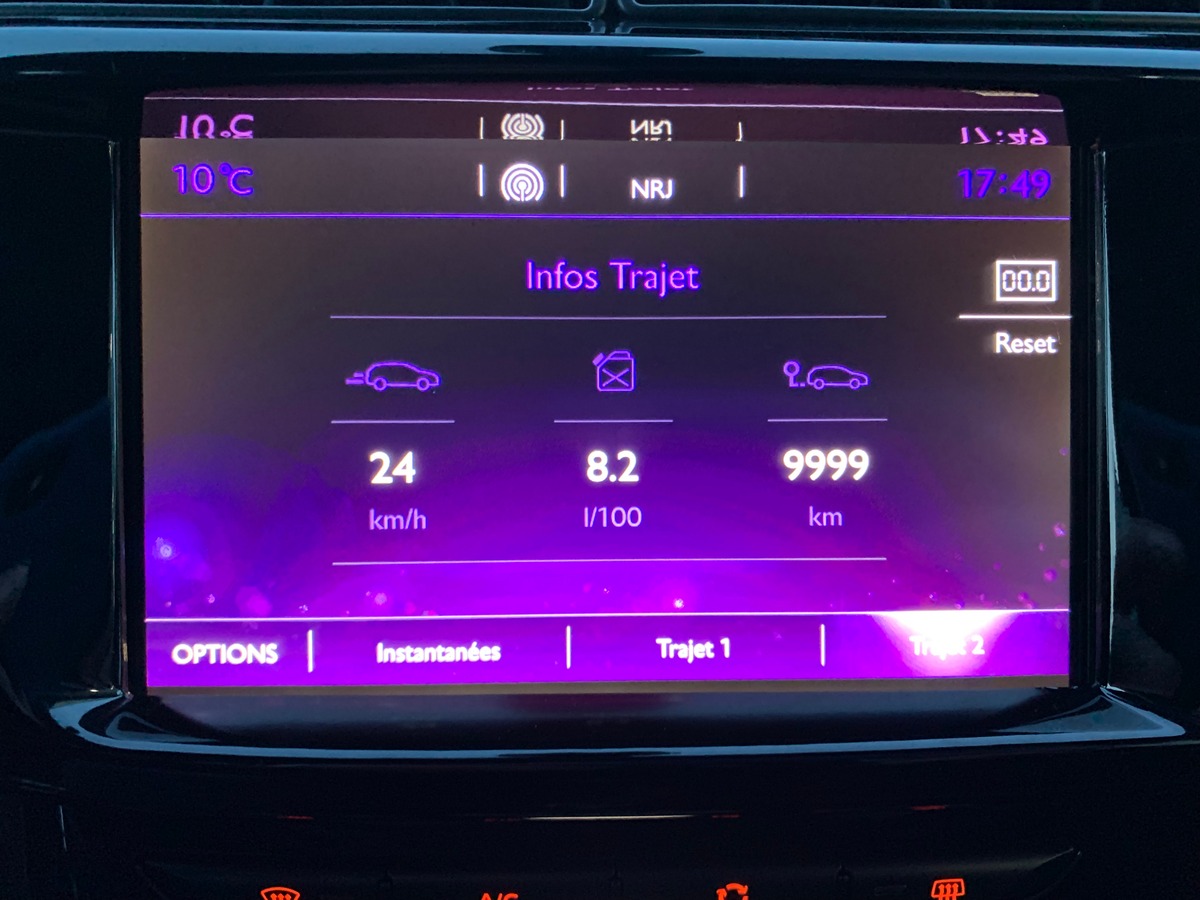 10°C NRJ 17:49
Infos Trajet
00.0
Reset
24 8.2 9999
km/h l/100 km
OPTIONS Instantanées Trajet 1 Trajet 2
A/C